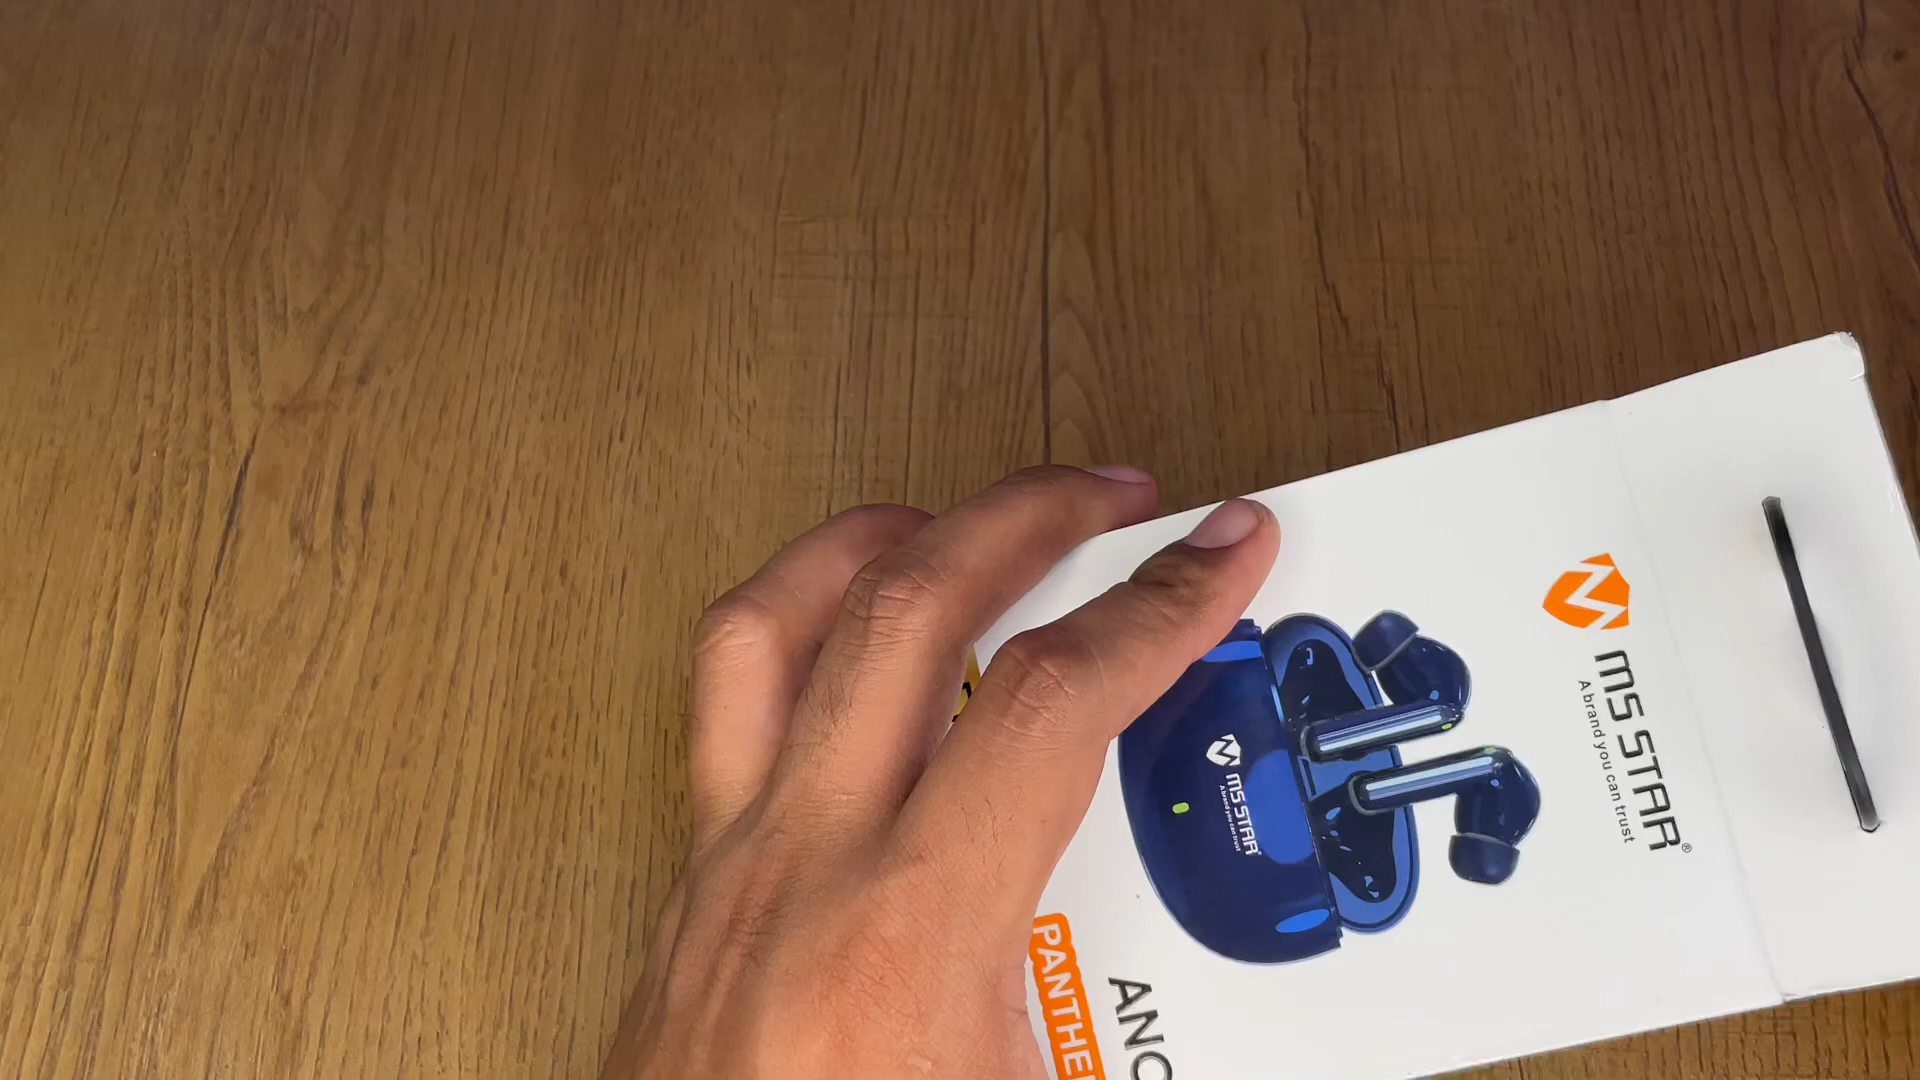 MS STAR®
A brand you can trust
MS STAR®
A brand you can trust
ANC
PANTHE